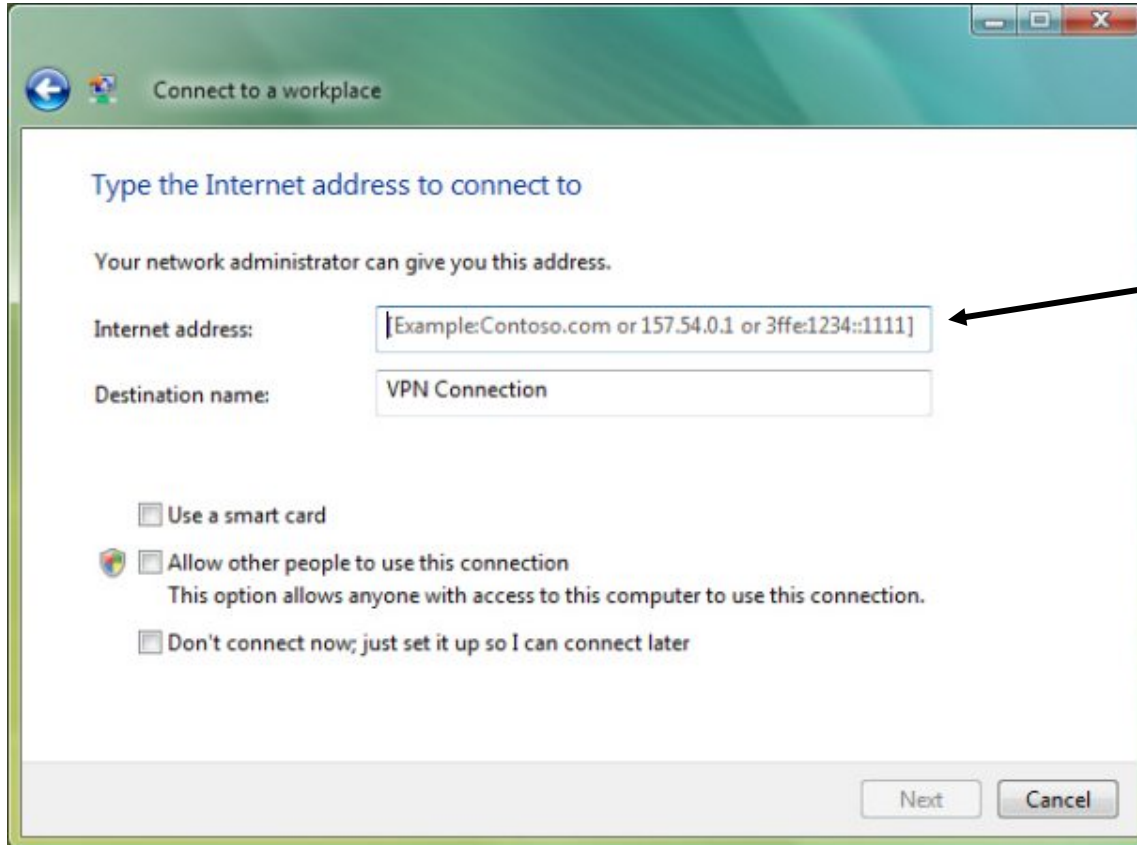 Connect to a workplace
Type the Internet address to connect to
Your network administrator can give you this address.
Internet address:
[Example:Contoso.com or 157.54.0.1 or 3ffe:1234::1111]
Destination name:
VPN Connection
Use a smart card
Allow other people to use this connection
This option allows anyone with access to this computer to use this connection.
Don't connect now; just set it up so I can connect later
Next
Cancel